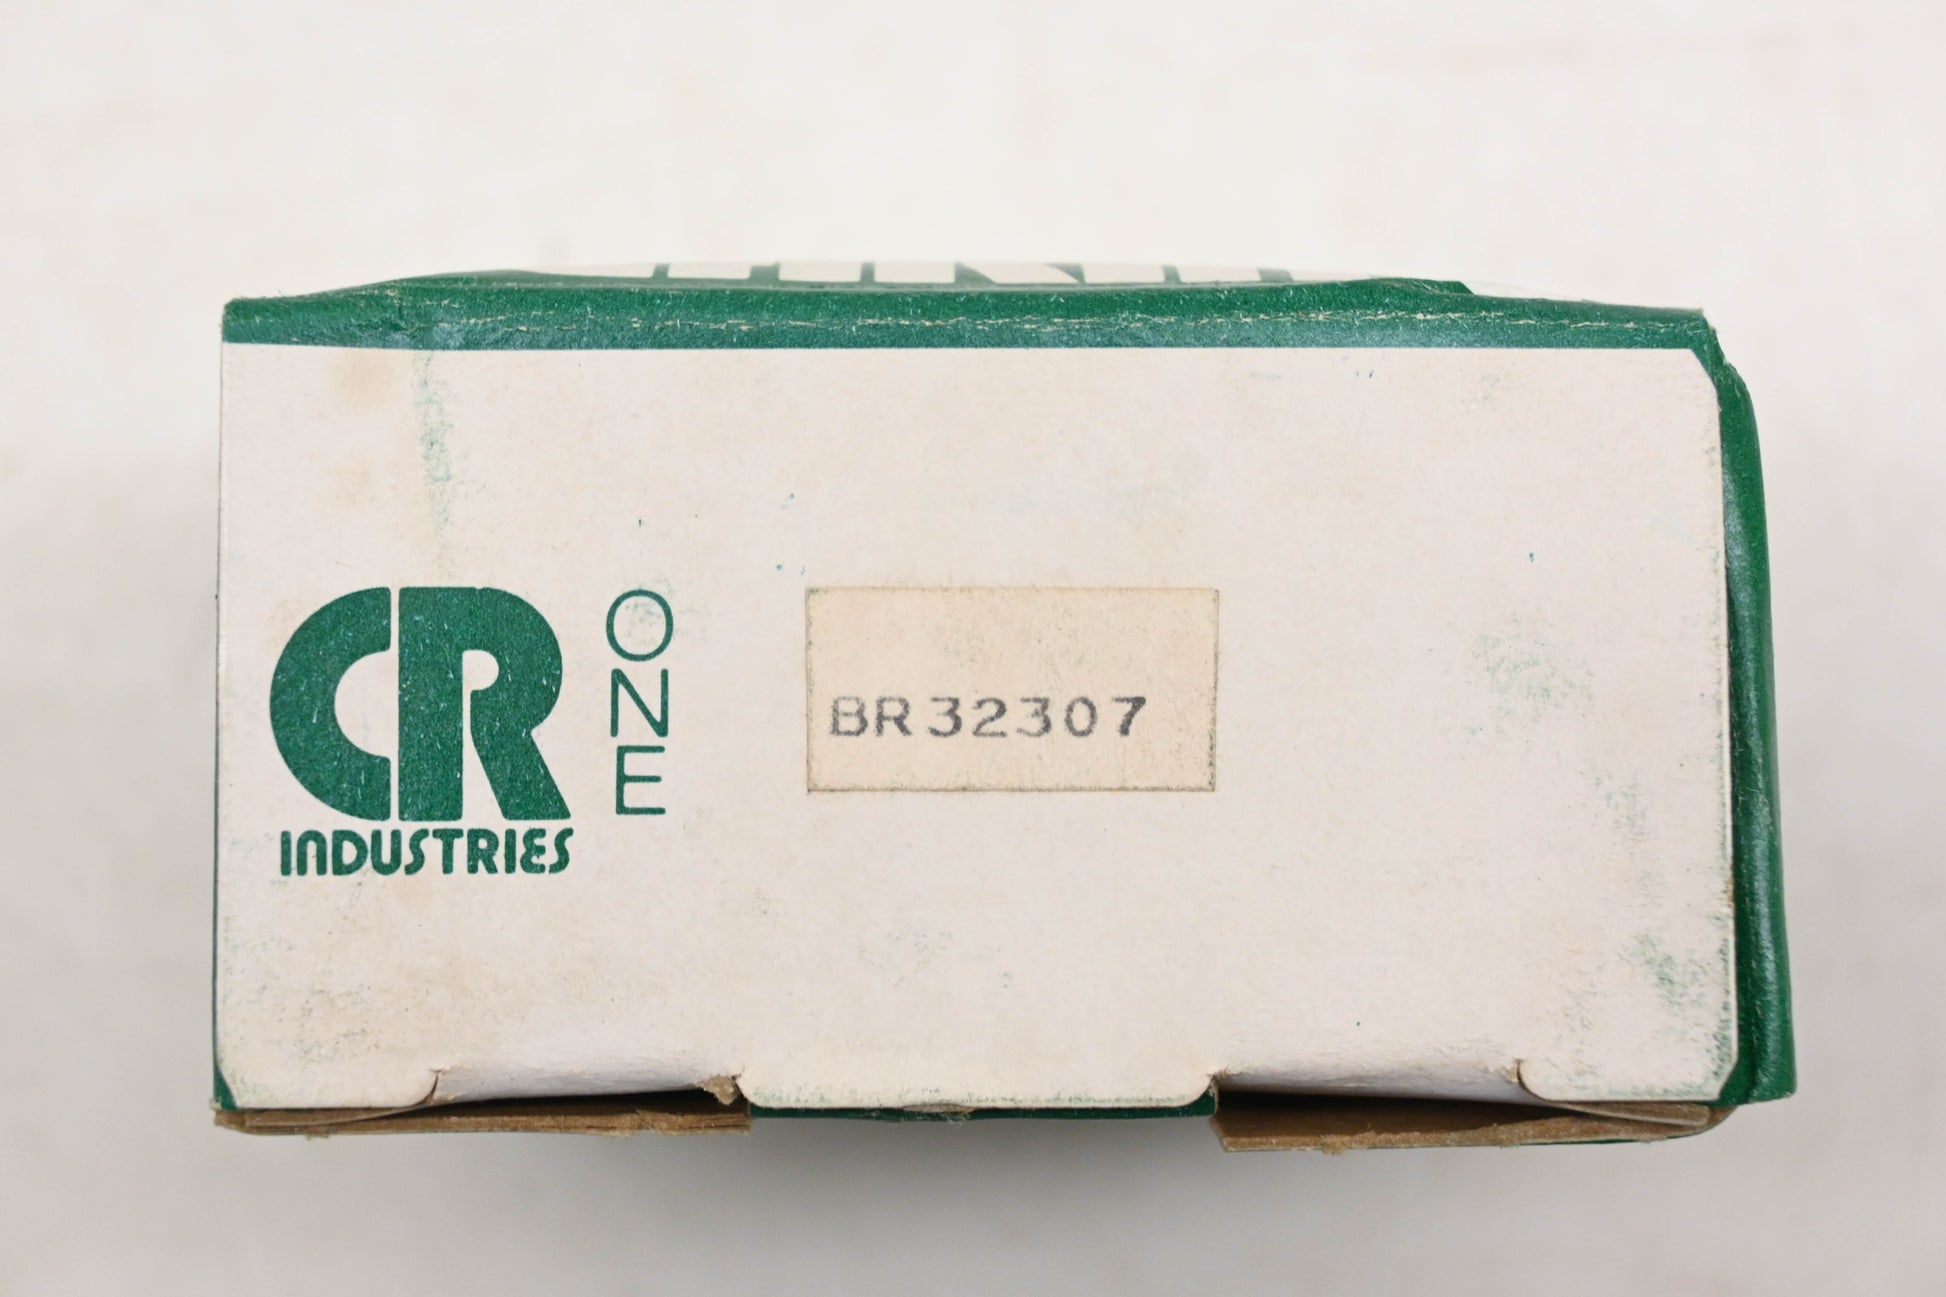 CR
INDUSTRIES
ONE
BR32307